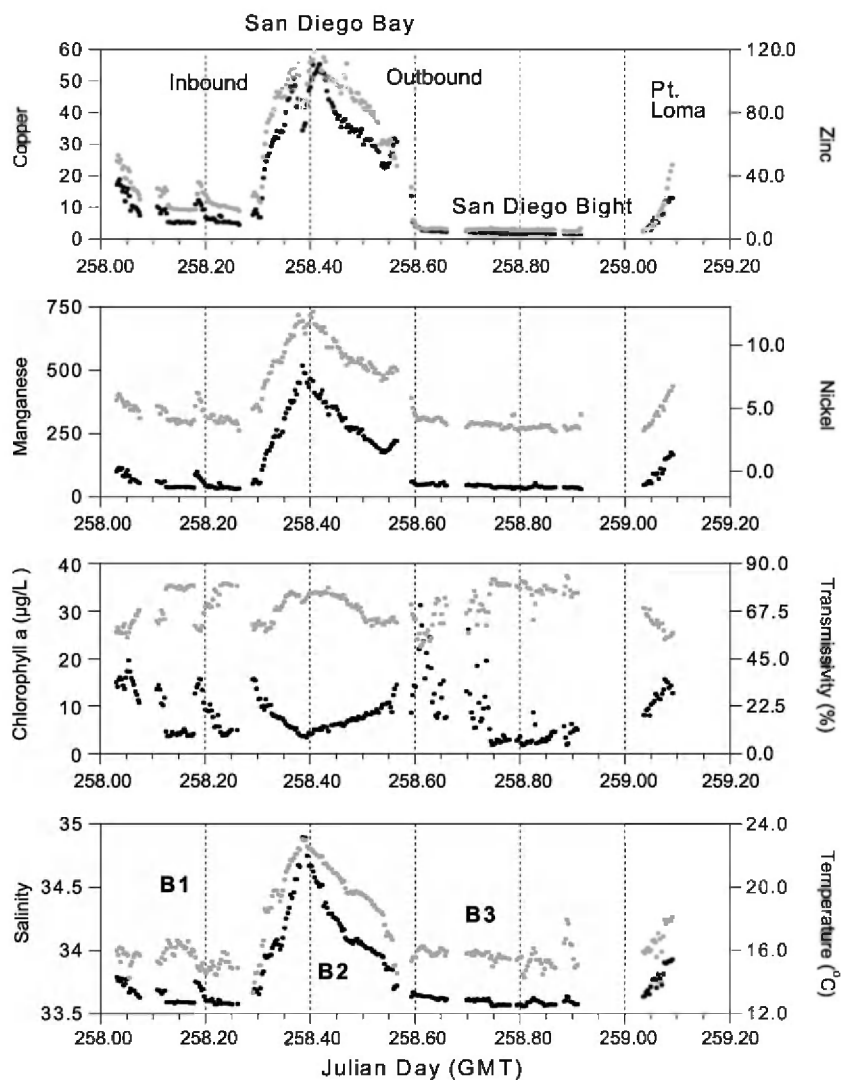 San Diego Bay
60
50
40
30
20
10
0
Copper
Inbound
Outbound
Pt.
Loma
San Diego Bight
120.0
80.0
40.0
0.0
Zinc
258.00 258.20 258.40 258.60 258.80 259.00 259.20
750
500
250
0
Manganese
10.0
5.0
0.0
Nickel
258.00 258.20 258.40 258.60 258.80 259.00 259.20
40
30
20
10
0
Chlorophyll a (µg/L)
90.0
67.5
45.0
22.5
0.0
Transmissivity (%)
258.00 258.20 258.40 258.60 258.80 259.00 259.20
35
34.5
34
33.5
Salinity
B1
B2
B3
24.0
20.0
16.0
12.0
Temperature (°C)
258.00 258.20 258.40 258.60 258.80 259.00 259.20
Julian Day (GMT)